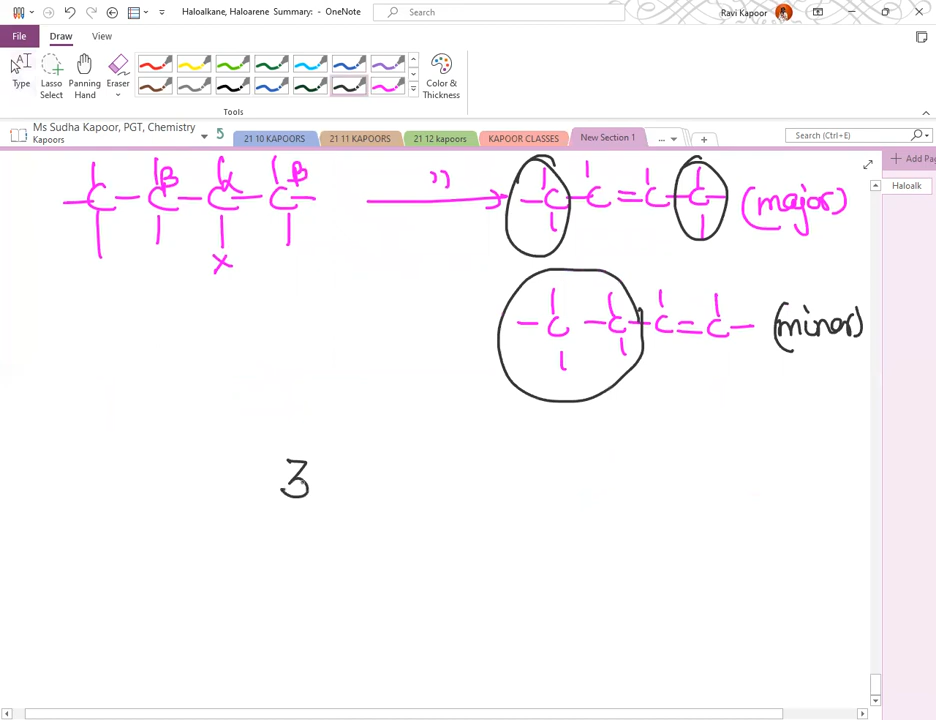 Haloalkane, Haloarene Summary: - OneNote
Search
Ravi Kapoor
File Draw View
Type
Lasso Select
Panning Hand
Eraser
Color & Thickness
Tools
Ms Sudha Kapoor, PGT, Chemistry
Kapoors
21 10 KAPOORS
21 11 KAPOORS
21 12 kapoors
KAPOOR CLASSES
New Section 1
...
Search (Ctrl+E)
Add Pag
Haloalk
β α β
-C-C-C-C- → -C-C=C-C- (major)
X
-C-C-C=C- (minor)
3